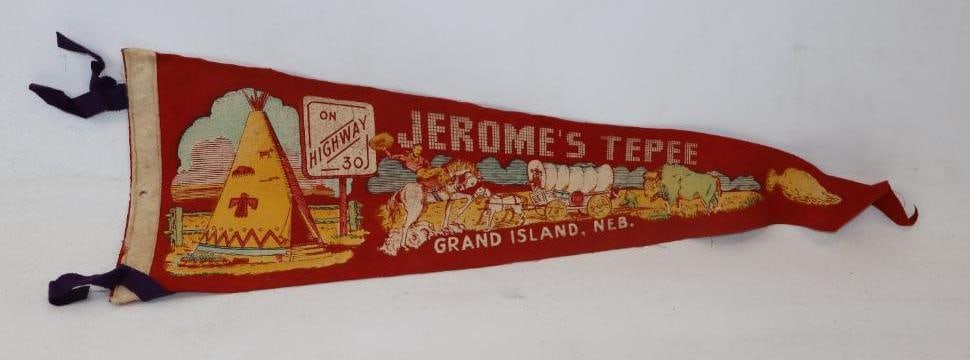 ON
HIGHWAY
30
JEROME'S TEPEE
GRAND ISLAND, NEB.